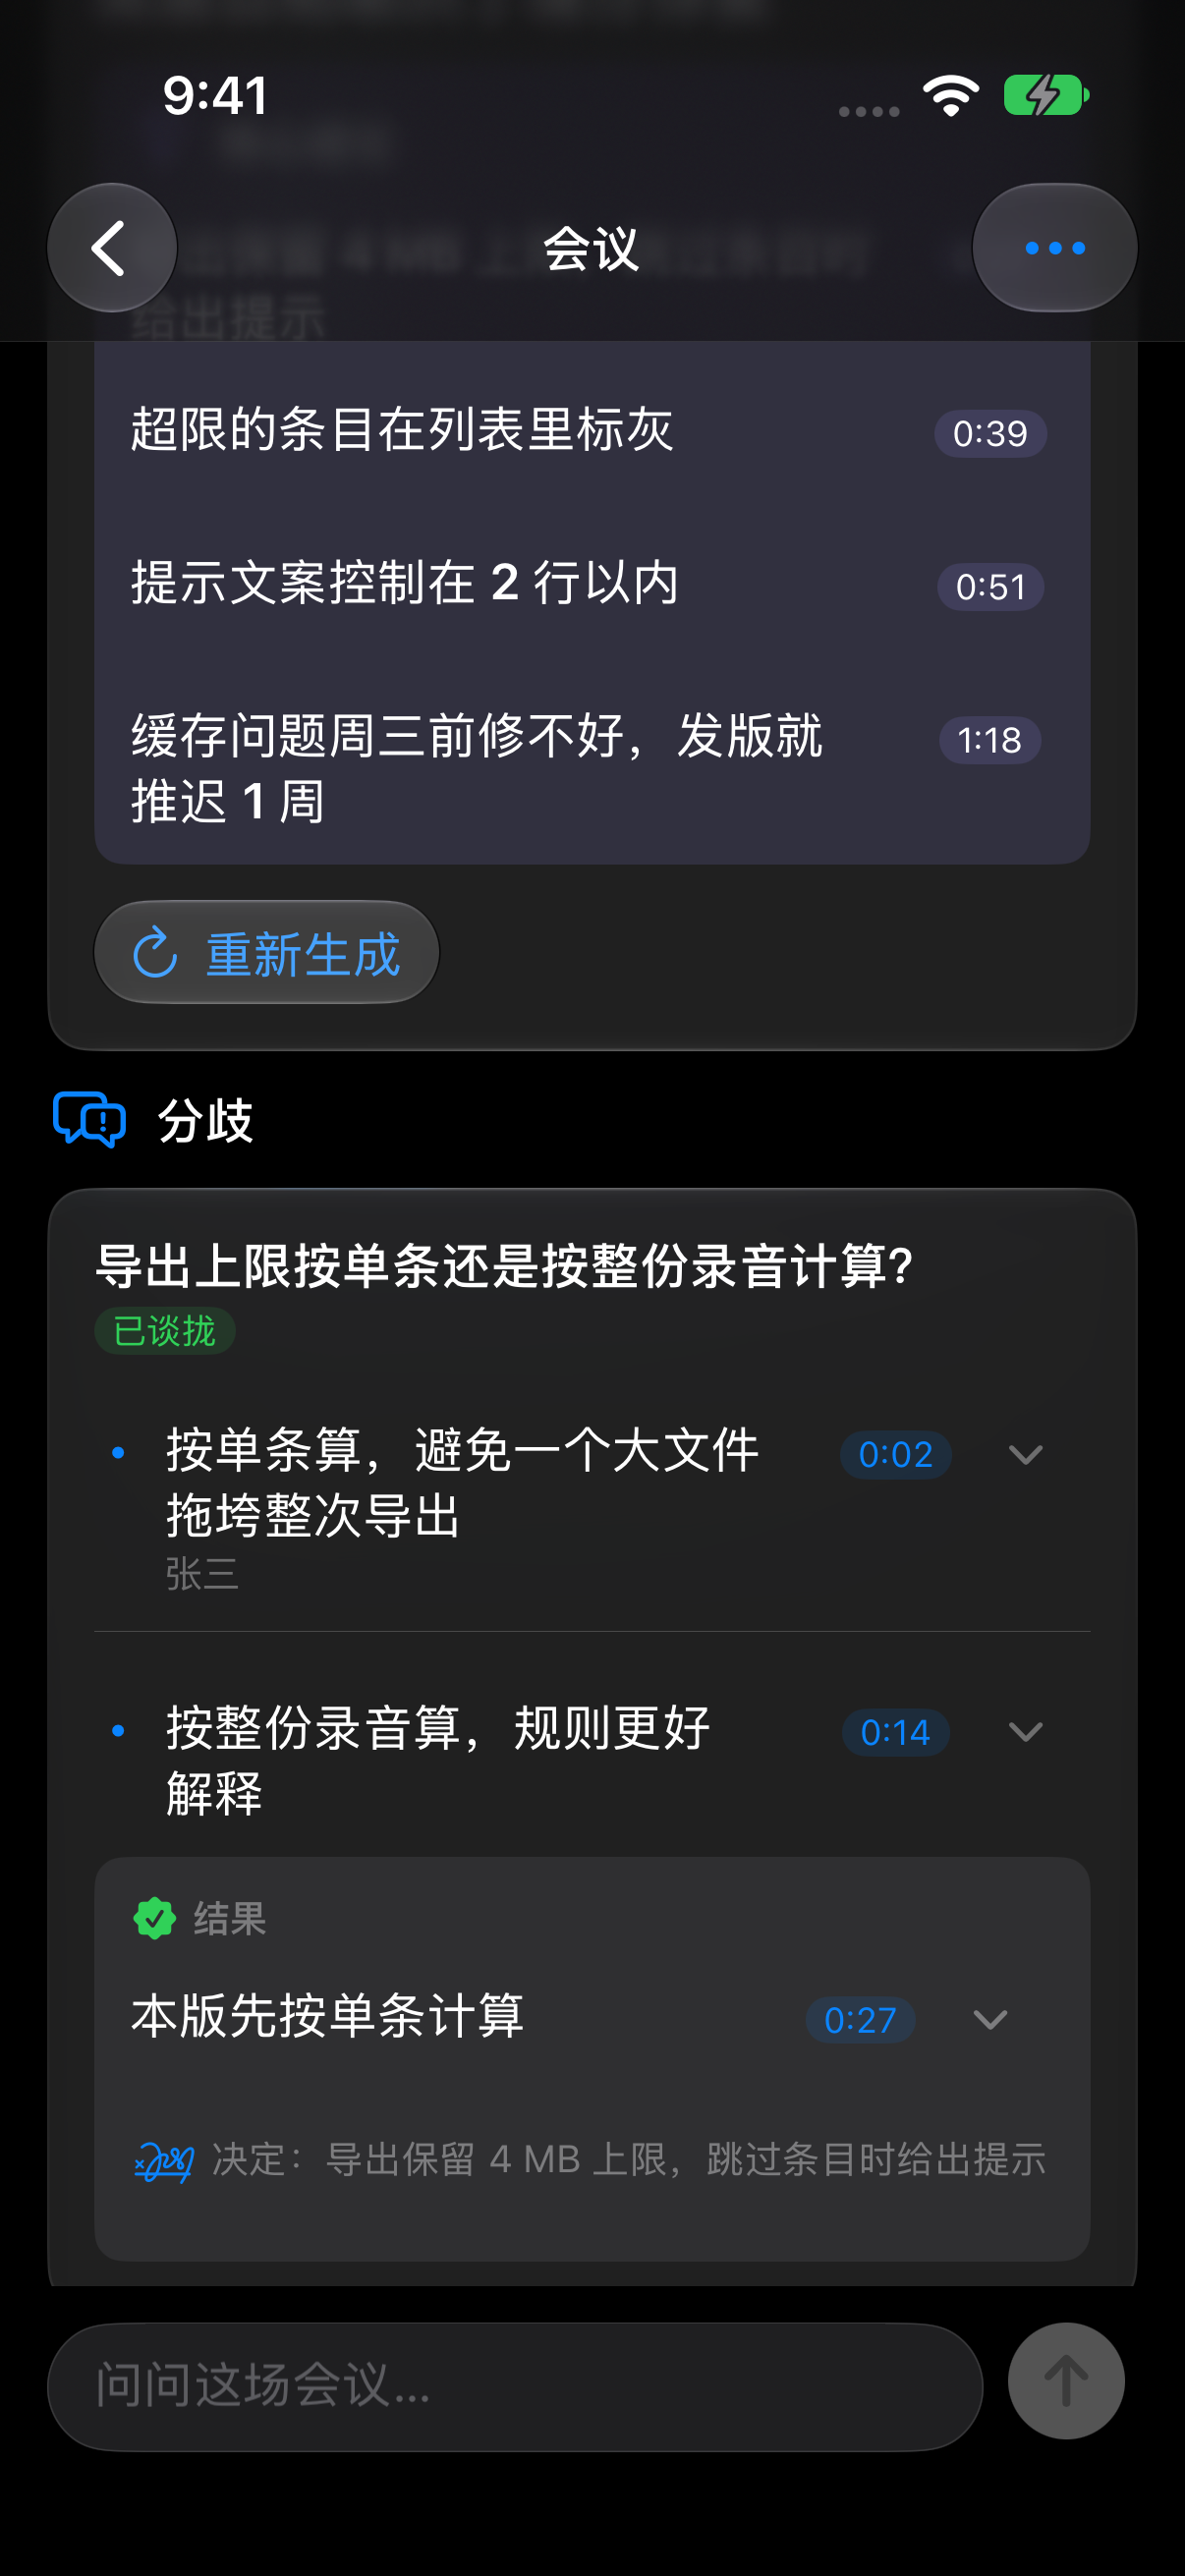 9:41
会议
给出提示
超限的条目在列表里标灰
0:39
提示文案控制在 2 行以内
0:51
缓存问题周三前修不好，发版就
1:18
推迟 1 周
重新生成
分歧
导出上限按单条还是按整份录音计算?
已谈拢
按单条算，避免一个大文件
0:02
拖垮整次导出
张三
按整份录音算，规则更好
0:14
解释
结果
本版先按单条计算
0:27
决定：导出保留 4 MB 上限，跳过条目时给出提示
问问这场会议...